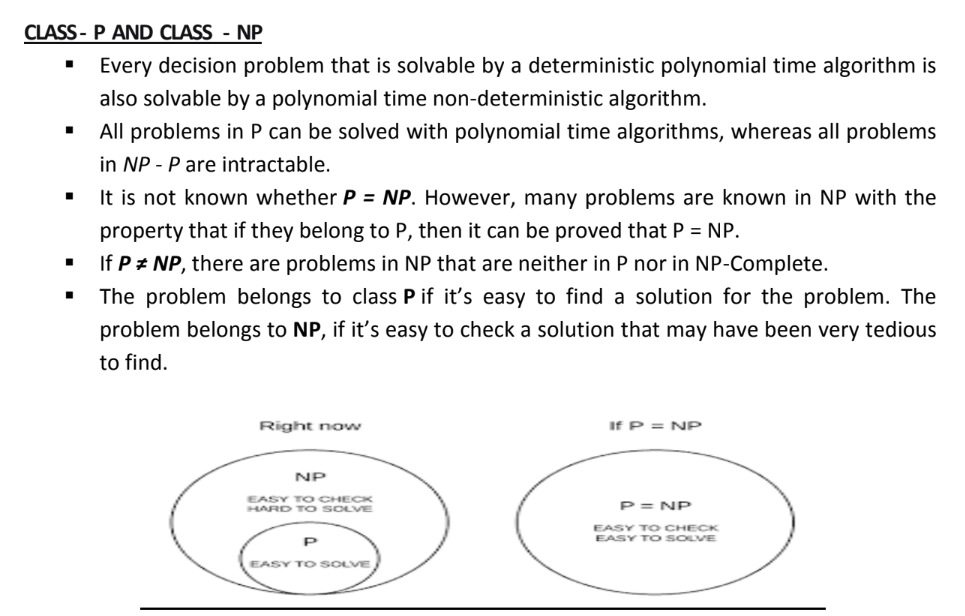 CLASS - P AND CLASS - NP
▪ Every decision problem that is solvable by a deterministic polynomial time algorithm is
also solvable by a polynomial time non-deterministic algorithm.
▪ All problems in P can be solved with polynomial time algorithms, whereas all problems
in NP - P are intractable.
▪ It is not known whether P = NP. However, many problems are known in NP with the
property that if they belong to P, then it can be proved that P = NP.
▪ If P ≠ NP, there are problems in NP that are neither in P nor in NP-Complete.
▪ The problem belongs to class P if it’s easy to find a solution for the problem. The
problem belongs to NP, if it’s easy to check a solution that may have been very tedious
to find.
Right now
NP
EASY TO CHECK
HARD TO SOLVE
P
EASY TO SOLVE
If P = NP
P = NP
EASY TO CHECK
EASY TO SOLVE